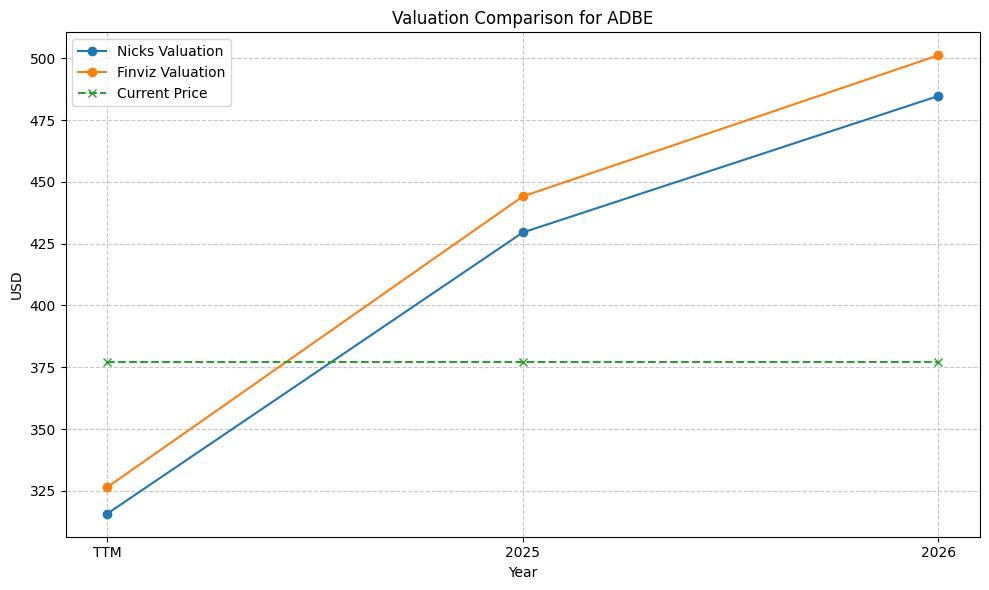 Valuation Comparison for ADBE
Nicks Valuation
Finviz Valuation
Current Price
500
475
450
425
400
375
350
325
USD
TTM
2025
2026
Year